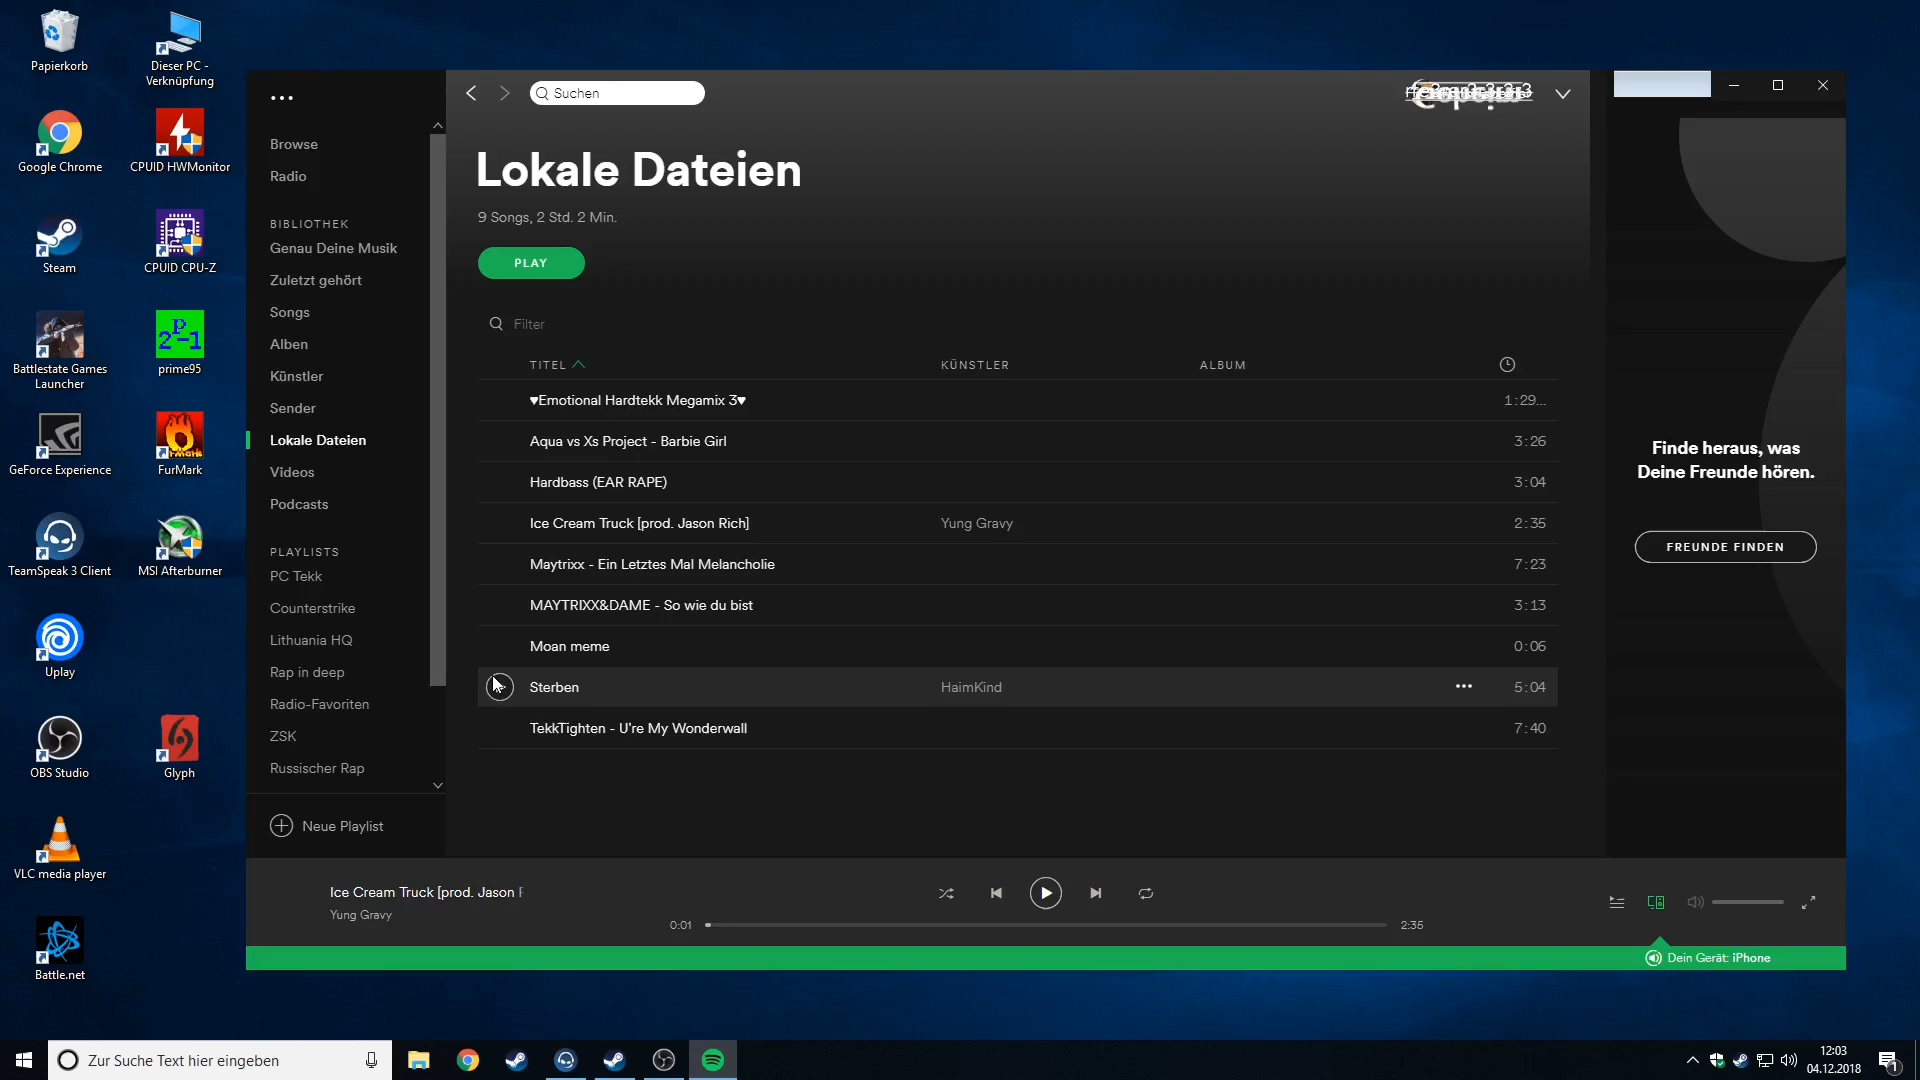 Papierkorb
Dieser PC -
Verknüpfung
Google Chrome
CPUID HWMonitor
Steam
CPUID CPU-Z
Battlestate Games
Launcher
prime95
GeForce Experience
FurMark
TeamSpeak 3 Client
MSI Afterburner
Uplay
OBS Studio
Glyph
VLC media player
Battle.net
Browse
Radio
BIBLIOTHEK
Genau Deine Musik
Zuletzt gehört
Songs
Alben
Künstler
Sender
Lokale Dateien
Videos
Podcasts
PLAYLISTS
PC Tekk
Counterstrike
Lithuania HQ
Rap in deep
Radio-Favoriten
ZSK
Russischer Rap
Neue Playlist
Suchen
Lokale Dateien
9 Songs, 2 Std. 2 Min.
PLAY
Filter
TITEL KÜNSTLER ALBUM
♥Emotional Hardtekk Megamix 3♥ 1:29...
Aqua vs Xs Project - Barbie Girl 3:26
Hardbass (EAR RAPE) 3:04
Ice Cream Truck [prod. Jason Rich] Yung Gravy 2:35
Maytrixx - Ein Letztes Mal Melancholie 7:23
MAYTRIXX&DAME - So wie du bist 3:13
Moan meme 0:06
Sterben HaimKind ••• 5:04
TekkTighten - U're My Wonderwall 7:40
Finde heraus, was
Deine Freunde hören.
FREUNDE FINDEN
Ice Cream Truck [prod. Jason
Yung Gravy
0:01 2:35
Dein Gerät: iPhone
Zur Suche Text hier eingeben
12:03
04.12.2018
1